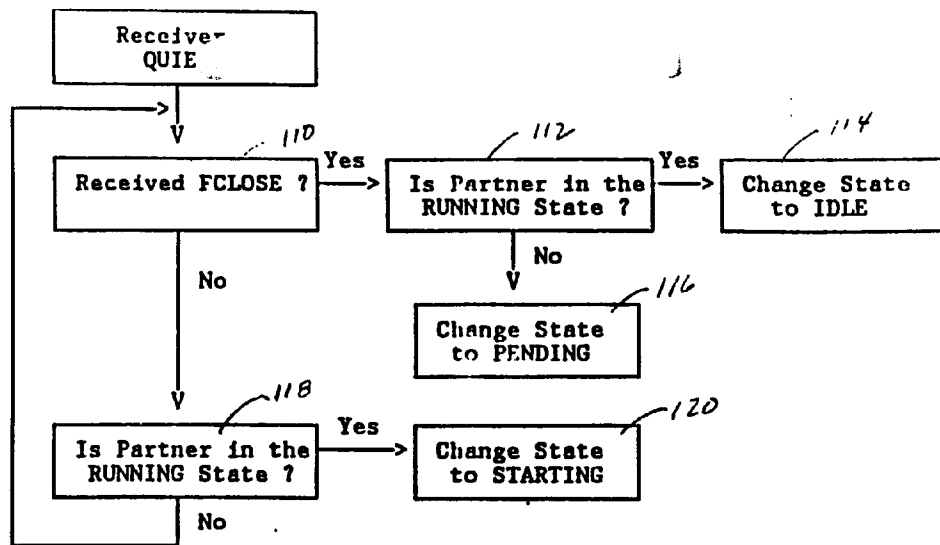 Receiver
QUIE
110
112
114
Received FCLOSE ?
Yes
Is Partner in the
RUNNING State ?
Yes
Change State
to IDLE
No
No
116
Change State
to PENDING
118
120
Is Partner in the
RUNNING State ?
Yes
Change State
to STARTING
No